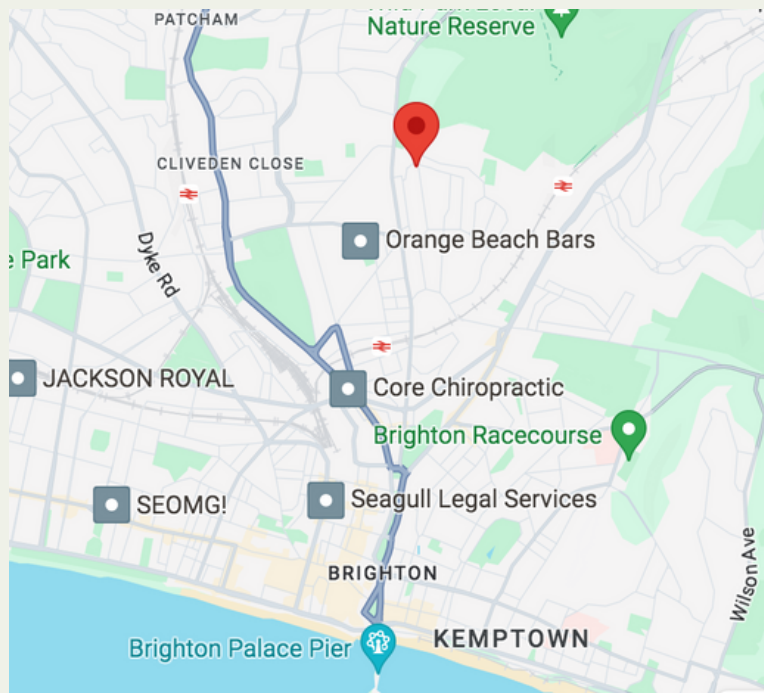 PATCHAM
Nature Reserve
CLIVEDEN CLOSE
Dyke Rd
Orange Beach Bars
e Park
JACKSON ROYAL
Core Chiropractic
Brighton Racecourse
SEOMG!
Seagull Legal Services
Wilson Ave
BRIGHTON
Brighton Palace Pier
KEMPTOWN